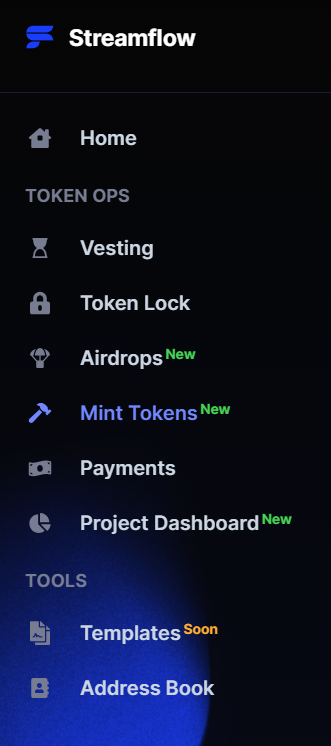 Streamflow
Home
TOKEN OPS
Vesting
Token Lock
Airdrops New
Mint Tokens New
Payments
Project Dashboard New
TOOLS
Templates Soon
Address Book